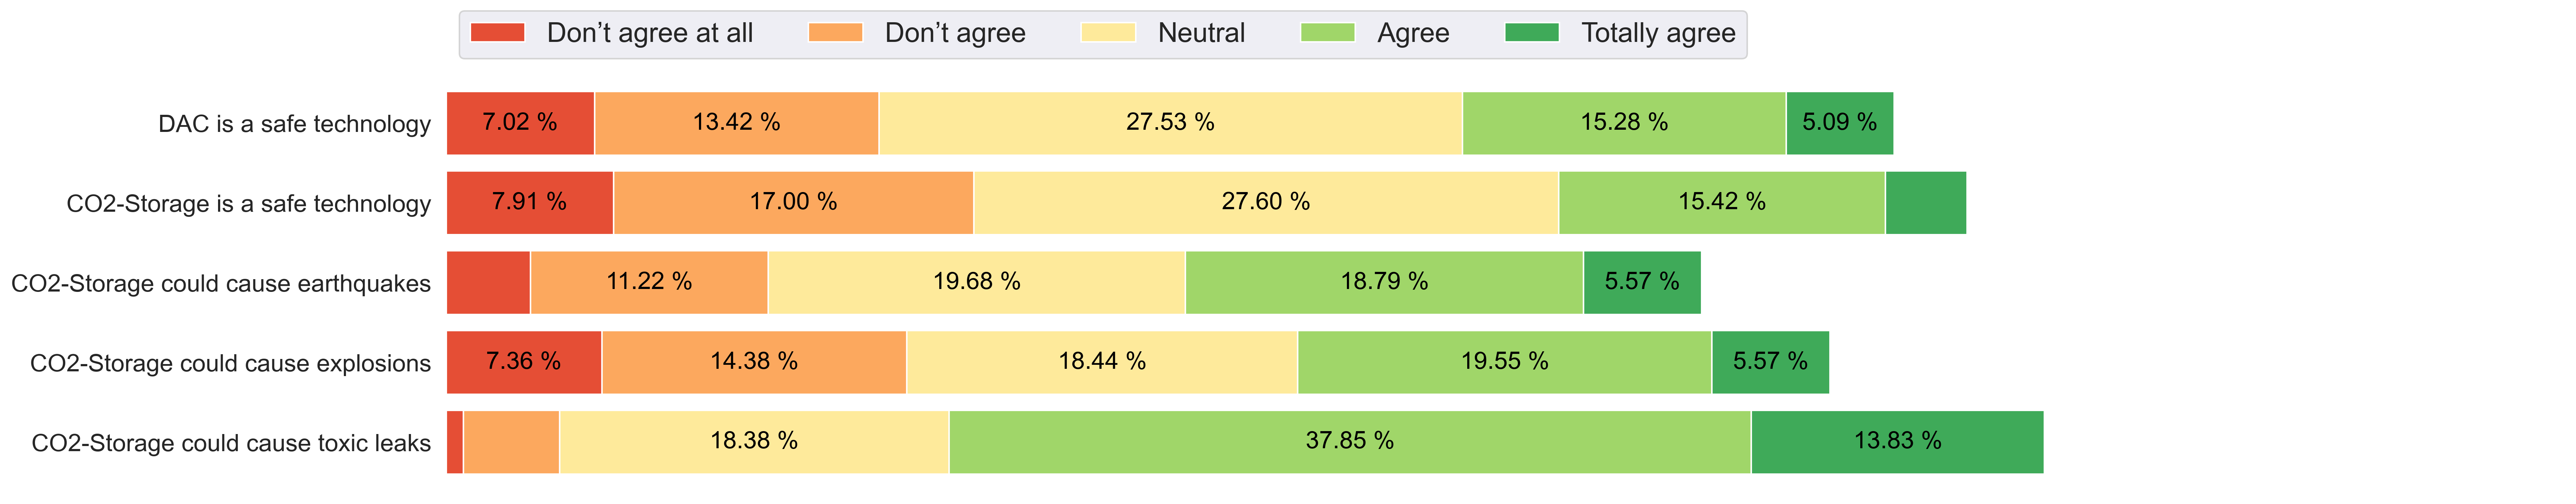 Don’t agree at all Don’t agree Neutral Agree Totally agree
DAC is a safe technology 7.02 % 13.42 % 27.53 % 15.28 % 5.09 %
CO2-Storage is a safe technology 7.91 % 17.00 % 27.60 % 15.42 %
CO2-Storage could cause earthquakes 11.22 % 19.68 % 18.79 % 5.57 %
CO2-Storage could cause explosions 7.36 % 14.38 % 18.44 % 19.55 % 5.57 %
CO2-Storage could cause toxic leaks 18.38 % 37.85 % 13.83 %